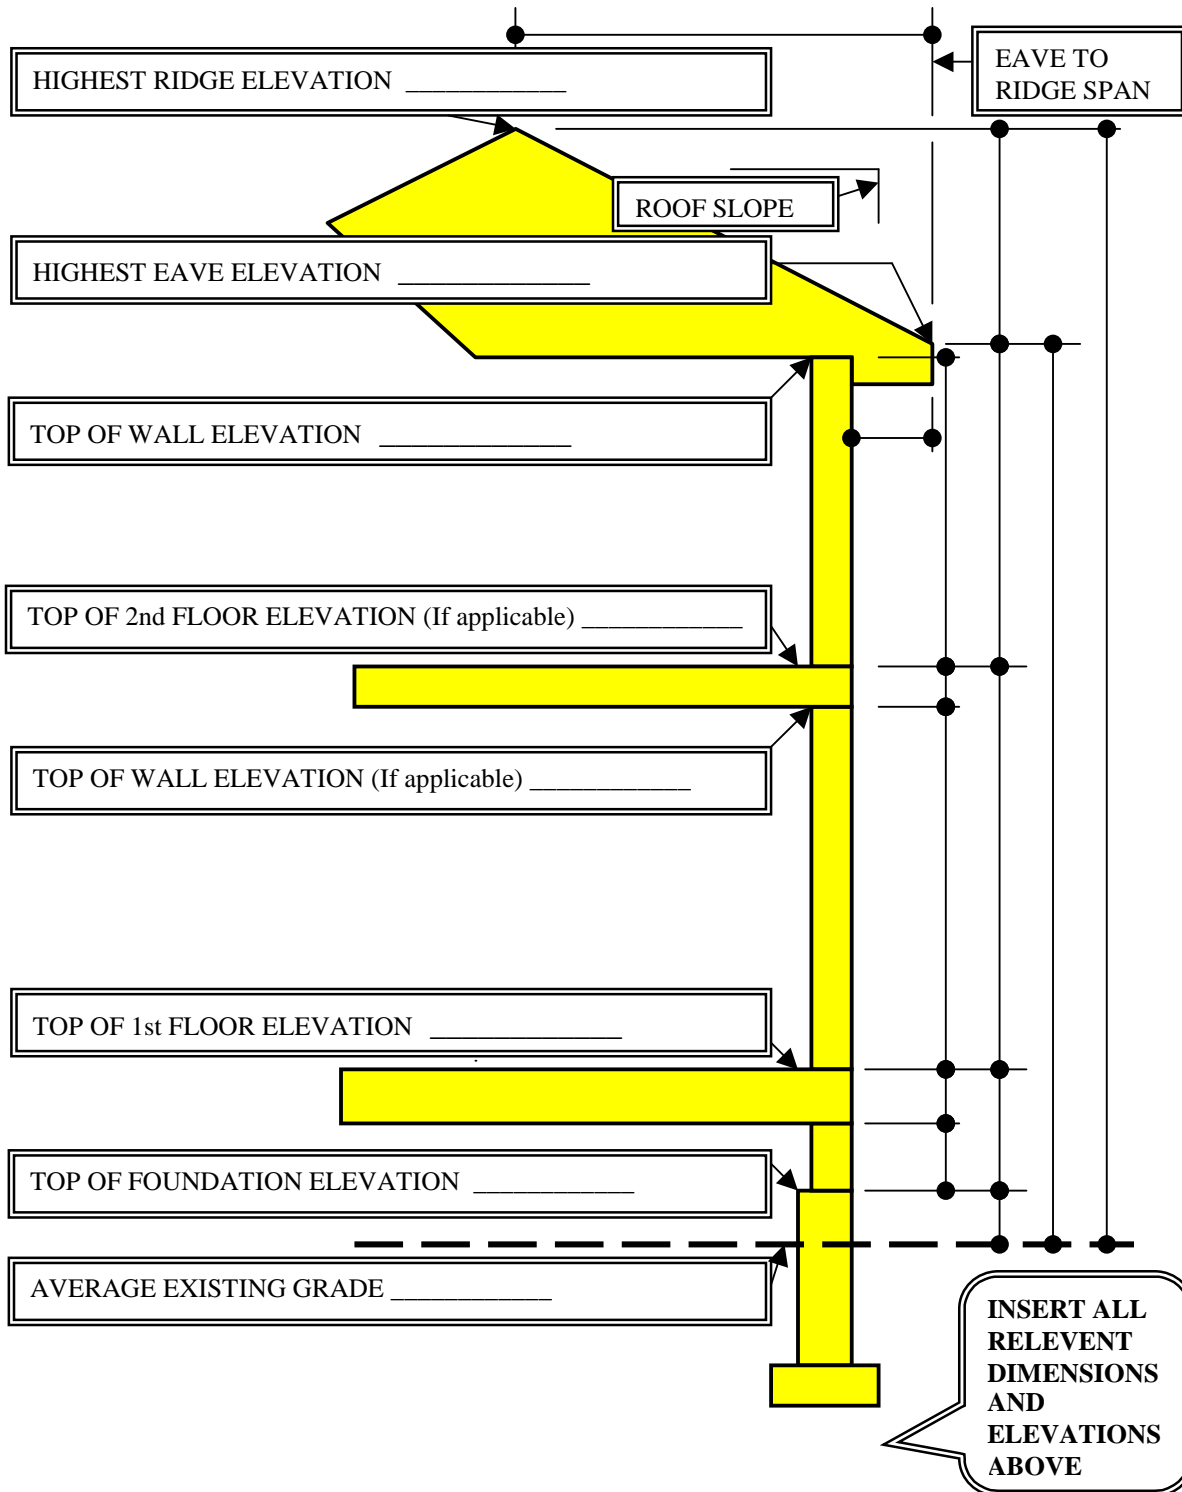 HIGHEST RIDGE ELEVATION ____________
EAVE TO
RIDGE SPAN
ROOF SLOPE
HIGHEST EAVE ELEVATION ______________
TOP OF WALL ELEVATION ______________
TOP OF 2nd FLOOR ELEVATION (If applicable) ____________
TOP OF WALL ELEVATION (If applicable) ____________
TOP OF 1st FLOOR ELEVATION ______________
TOP OF FOUNDATION ELEVATION ____________
AVERAGE EXISTING GRADE ____________
INSERT ALL
RELEVENT
DIMENSIONS
AND
ELEVATIONS
ABOVE